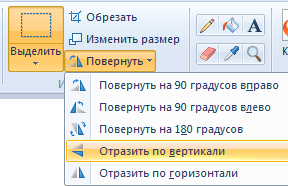 Выделить
Обрезать
Изменить размер
Повернуть
Повернуть на 90 градусов вправо
Повернуть на 90 градусов влево
Повернуть на 180 градусов
Отразить по вертикали
Отразить по горизонтали